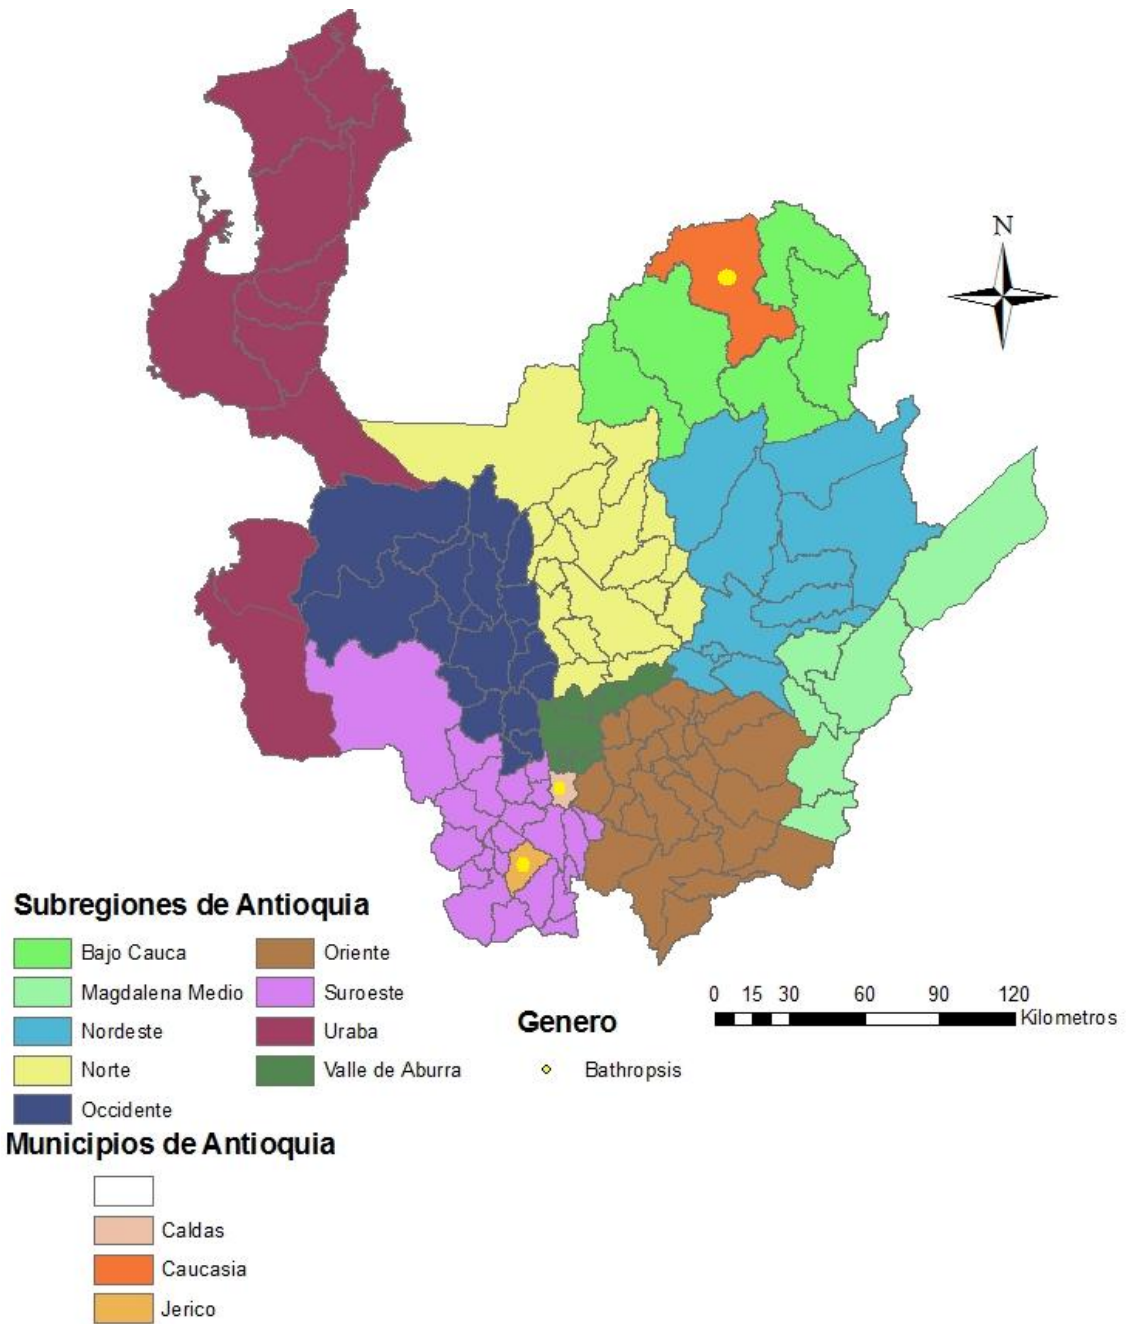 N
Subregiones de Antioquia
Bajo Cauca
Magdalena Medio
Nordeste
Norte
Occidente
Oriente
Suroeste
Uraba
Valle de Aburra
Genero
Bathropsis
0 15 30 60 90 120
Kilometros
Municipios de Antioquia
Caldas
Caucasia
Jerico